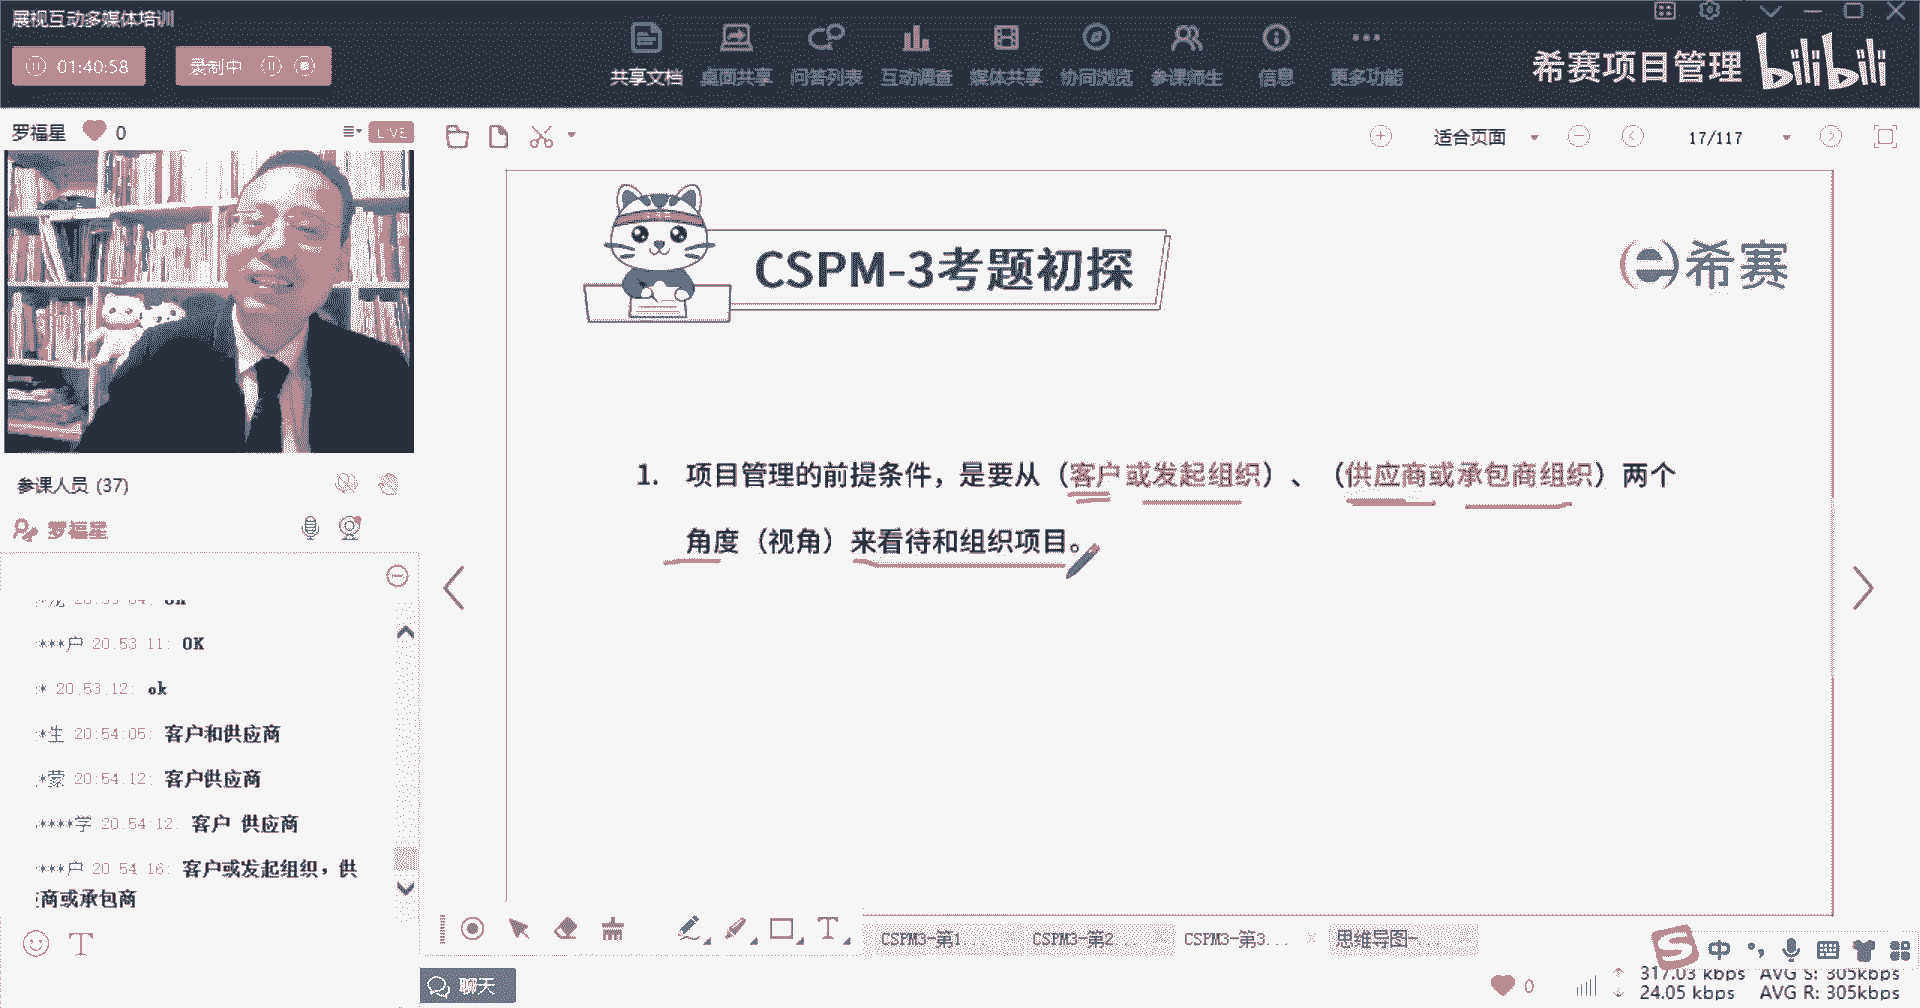 展视互动多媒体培训
01:40:58
录制中
共享文档 桌面共享 问答列表 互动调查 媒体共享 协同浏览 参课师生 信息 更多功能
希赛项目管理 bilibili
罗福星 0 LIVE
适合页面 17/117
CSPM-3考题初探
希赛
1. 项目管理的前提条件，是要从（客户或发起组织）、（供应商或承包商组织）两个
角度（视角）来看待和组织项目。
参课人员 (37)
罗福星
***户 20:53:11: OK
* 20:53:12: ok
*生 20:54:05: 客户和供应商
*蒙 20:54:12: 客户供应商
****学 20:54:12: 客户 供应商
***户 20:54:16: 客户或发起组织，供
商或承包商
CSPM3-第1... CSPM3-第2... CSPM3-第3... 思维导图-...
中
聊天
0
317.03 kbps AVG S: 305kbps
24.05 kbps AVG R: 305kbps